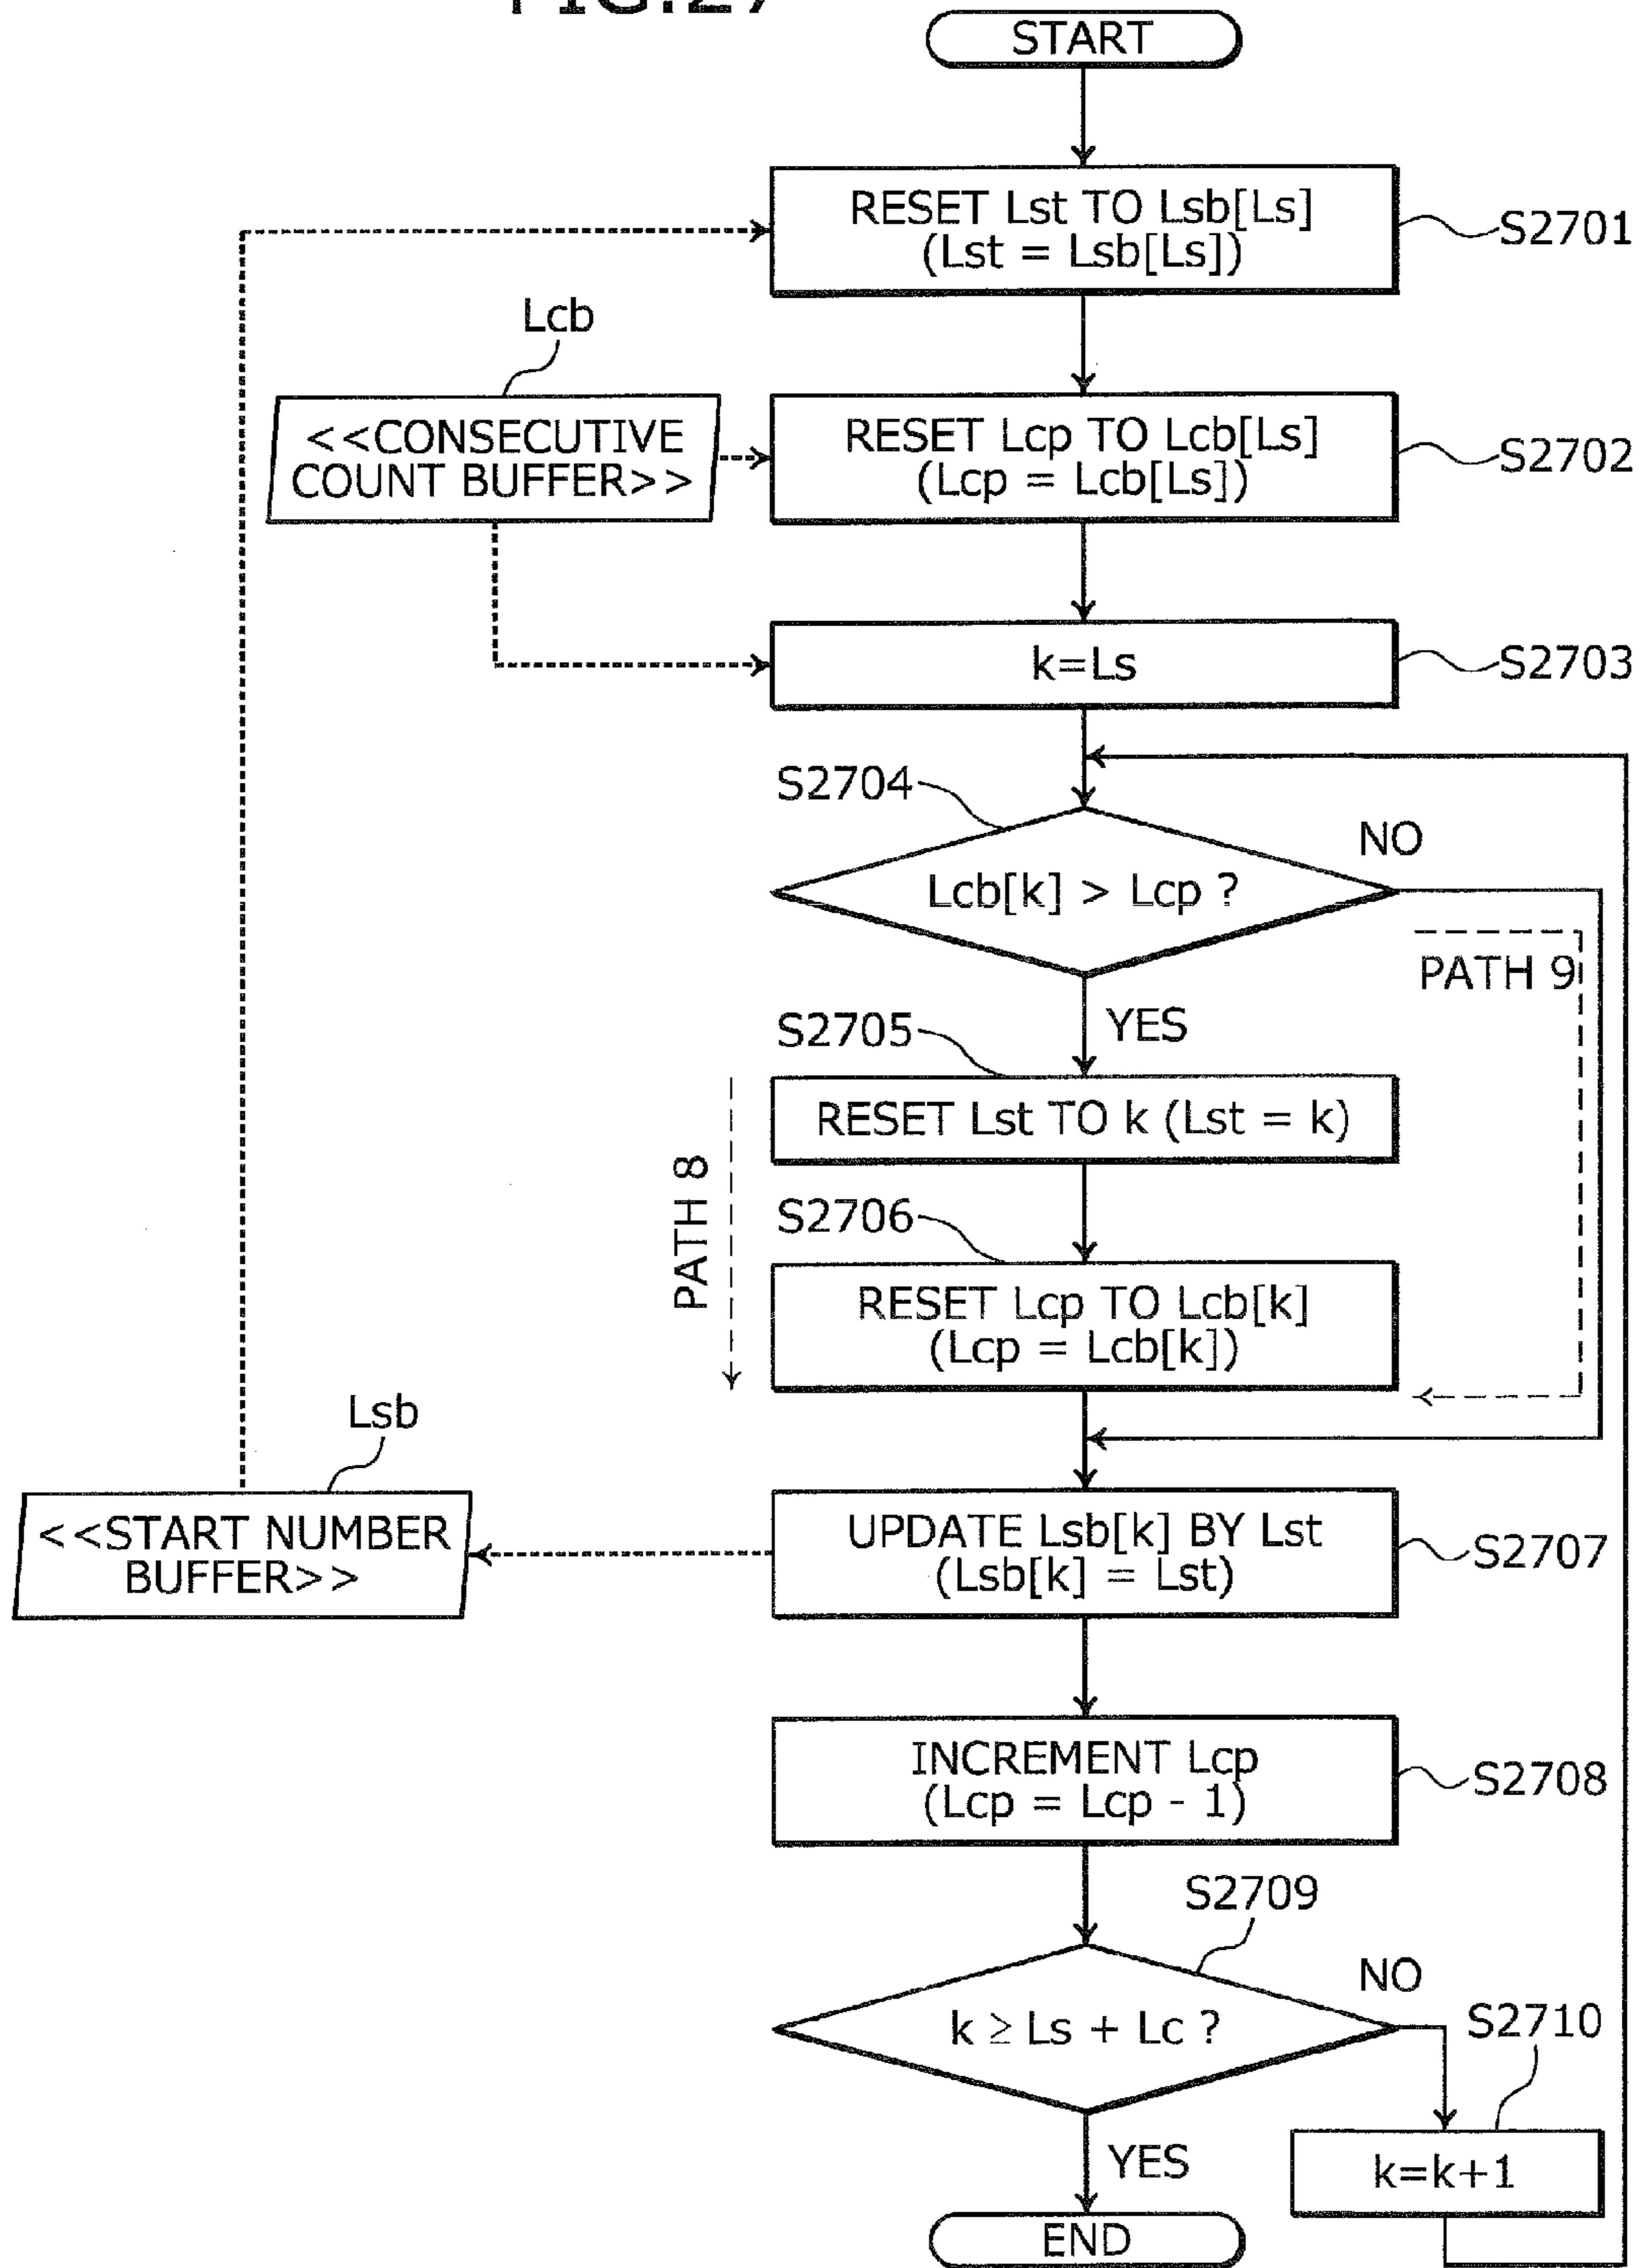 FIG.27
START
RESET Lst TO Lsb[Ls]
(Lst = Lsb[Ls])
S2701
Lcb
<<CONSECUTIVE
COUNT BUFFER>>
RESET Lcp TO Lcb[Ls]
(Lcp = Lcb[Ls])
S2702
k=Ls
S2703
S2704
Lcb[k] > Lcp ?
NO
PATH 9
YES
S2705
RESET Lst TO k (Lst = k)
PATH 8
S2706
RESET Lcp TO Lcb[k]
(Lcp = Lcb[k])
Lsb
<<START NUMBER
BUFFER>>
UPDATE Lsb[k] BY Lst
(Lsb[k] = Lst)
S2707
INCREMENT Lcp
(Lcp = Lcp - 1)
S2708
S2709
k ≥ Ls + Lc ?
NO
S2710
YES
k=k+1
END